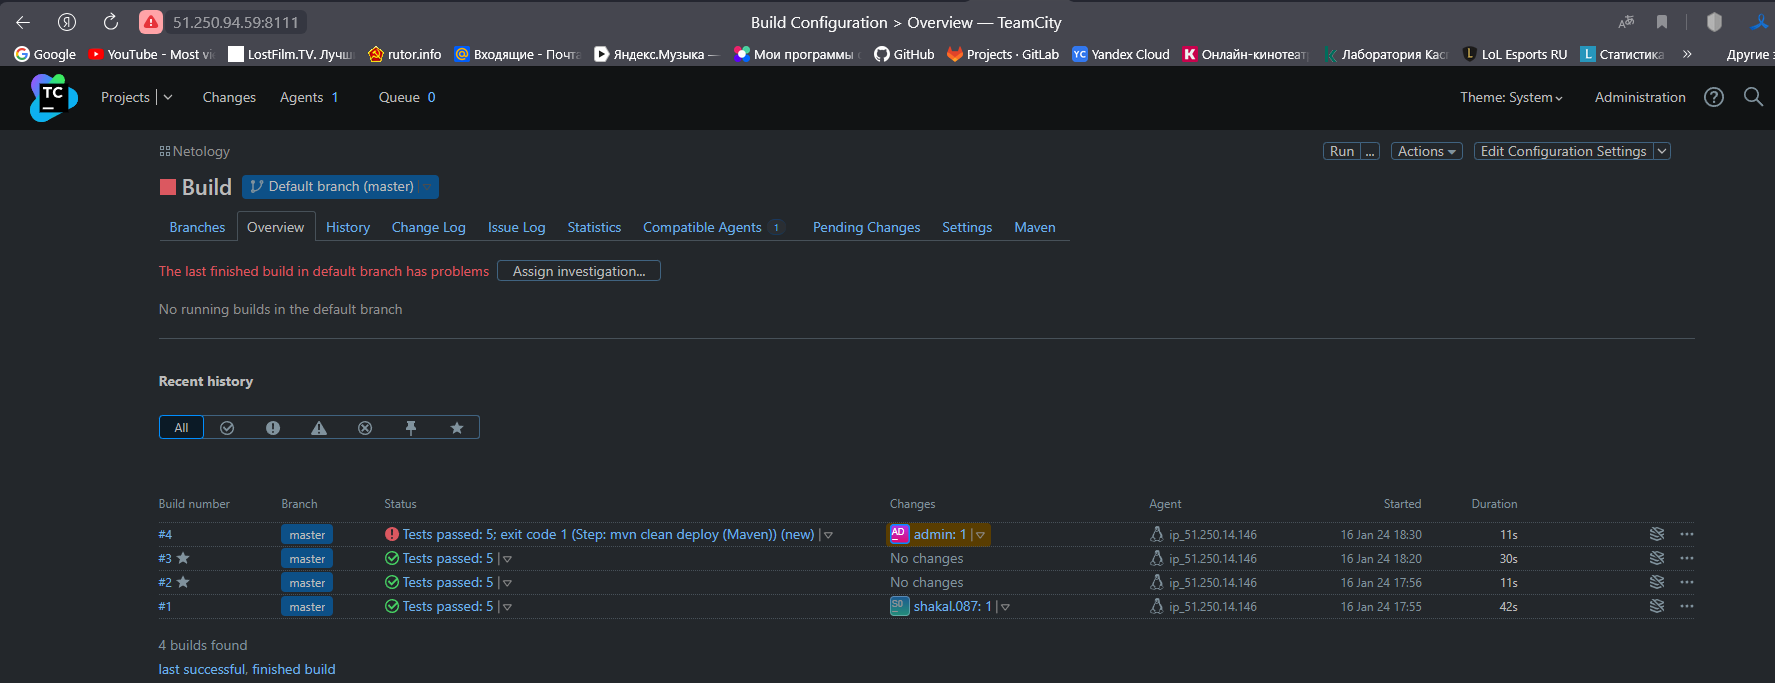 51.250.94.59:8111
Build Configuration > Overview — TeamCity
Google
YouTube - Most vi
LostFilm.TV. Лучш
rutor.info
Входящие - Почта
Яндекс.Музыка —
Мои программы
GitHub
Projects · GitLab
YC
Yandex Cloud
K
Онлайн-кинотеат
Лаборатория Кас
LoL Esports RU
L
Статистика
»
Другие
TC
Projects
Changes
Agents 1
Queue 0
Theme: System
Administration
Netology
Run ...
Actions
Edit Configuration Settings
Build
Default branch (master)
Branches
Overview
History
Change Log
Issue Log
Statistics
Compatible Agents 1
Pending Changes
Settings
Maven
The last finished build in default branch has problems
Assign investigation...
No running builds in the default branch
Recent history
All
Build number Branch Status Changes Agent Started Duration
#4 master Tests passed: 5; exit code 1 (Step: mvn clean deploy (Maven)) (new) AD admin: 1 ip_51.250.14.146 16 Jan 24 18:30 11s
#3 master Tests passed: 5 No changes ip_51.250.14.146 16 Jan 24 18:20 30s
#2 master Tests passed: 5 No changes ip_51.250.14.146 16 Jan 24 17:56 11s
#1 master Tests passed: 5 S0 shakal.087: 1 ip_51.250.14.146 16 Jan 24 17:55 42s
4 builds found
last successful, finished build